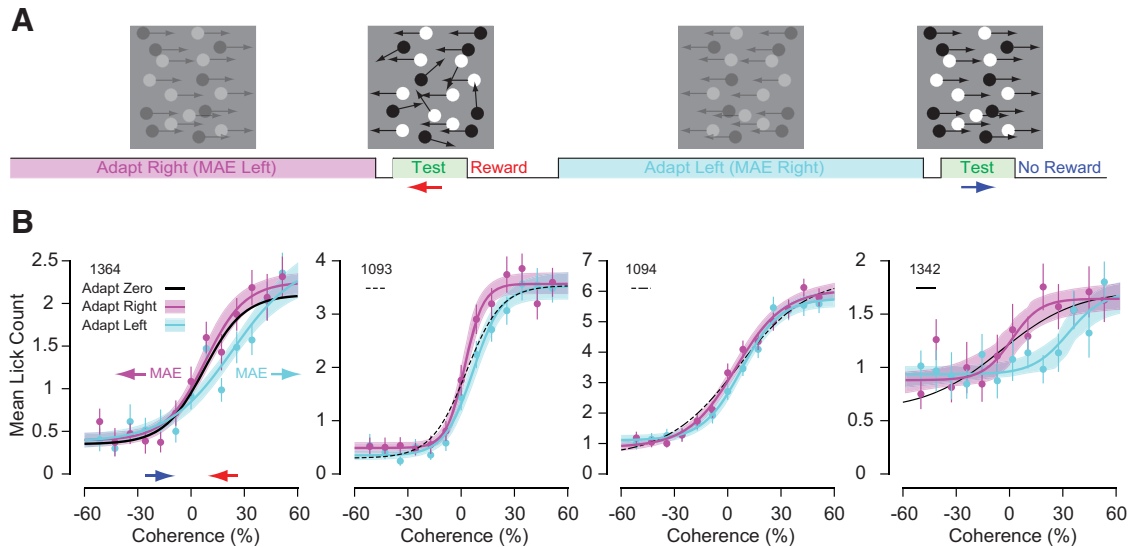 A
Adapt Right (MAE Left)
Test
Reward
Adapt Left (MAE Right)
Test
No Reward
B
Mean Lick Count
2.5
2
1.5
1
0.5
0
1364
Adapt Zero
Adapt Right
Adapt Left
MAE
MAE
-60 -30 0 30 60
Coherence (%)
4
3
2
1
0
1093
-60 -30 0 30 60
Coherence (%)
7
6
5
4
3
2
1
0
1094
-60 -30 0 30 60
Coherence (%)
2
1.5
1
0.5
0
1342
-60 -30 0 30 60
Coherence (%)